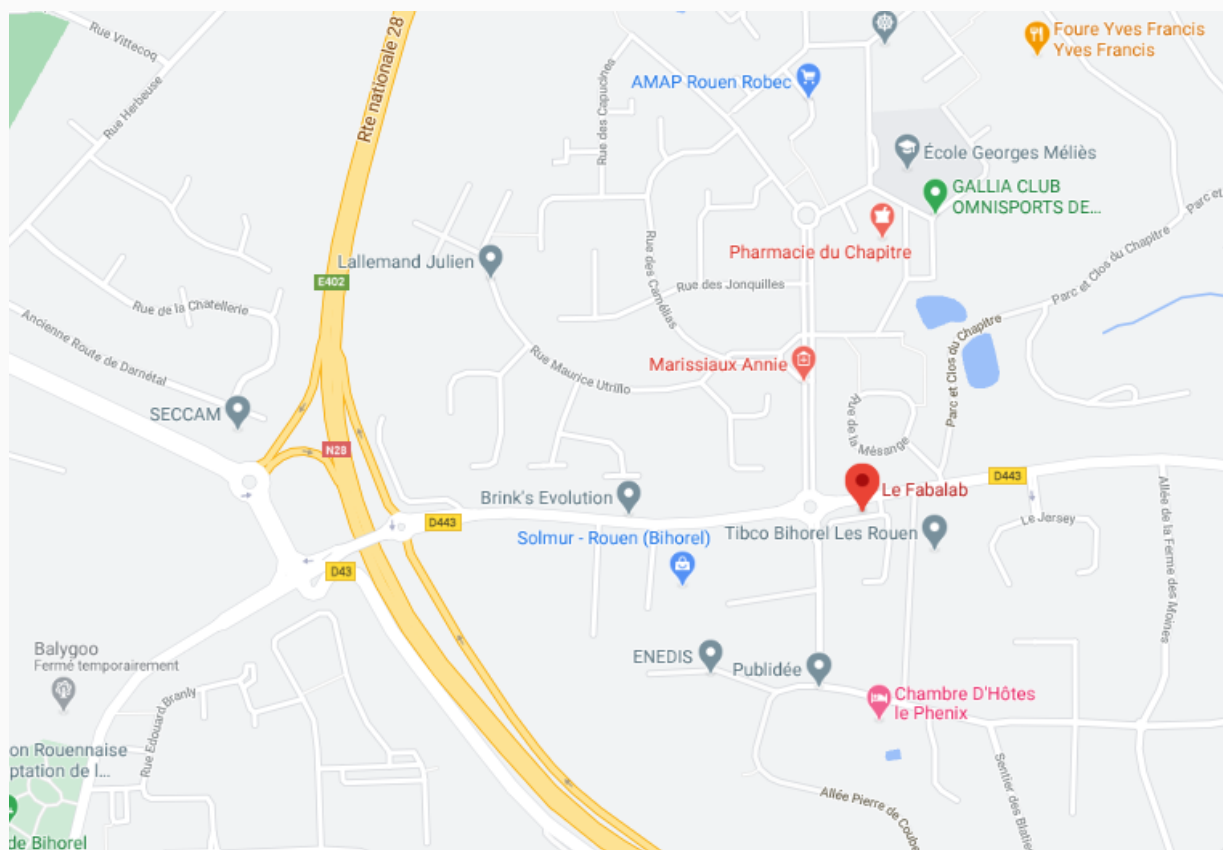 Rue Vittecoq
Rte nationale 28
Foure Yves Francis
Yves Francis
AMAP Rouen Robec
Rue Herbeuse
Rue des Capucines
École Georges Méliès
GALLIA CLUB
OMNISPORTS DE...
Parc et
Pharmacie du Chapitre
Parc et Clos du Chapitre
Lallemand Julien
Rue des Camélias
E402
Rue des Jonquilles
Rue de la Chatellerie
Ancienne Route de Darnétal
Parc et Clos du Chapitre
Rue Maurice Utrillo
Marissiaux Annie
SECCAM
Rue de la Mésange
N28
D443
Le Fabalab
Brink's Evolution
Allée de la Ferme des Moines
D443
Le Jersey
Solmur - Rouen (Bihorel)
Tibco Bihorel Les Rouen
D43
Balygoo
Fermé temporairement
ENEDIS
Publidée
Chambre D'Hôtes
le Phenix
Rue Edouard Branly
on Rouennaise
ptation de l...
Sentier des Blatie
Allée Pierre de Coube
de Bihorel